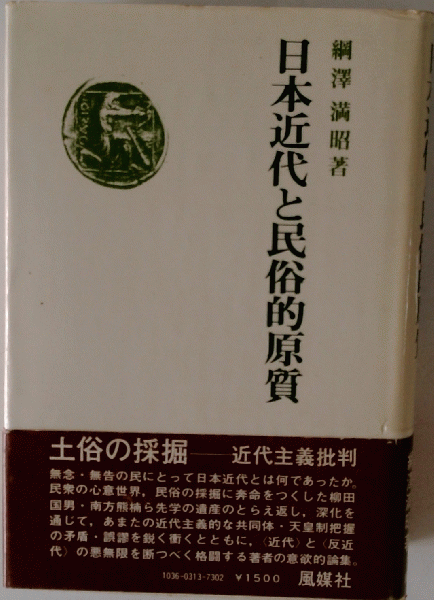 綱澤満昭著
日本近代と民俗的原質
土俗の採掘――近代主義批判
無念・無告の民にとって日本近代とは何であったか。
民衆の心意世界，民俗の採掘に奔命をつくした柳田
国男・南方熊楠ら先学の遺産のとらえ返し，深化を
通じて，あまたの近代主義的な共同体・天皇制把握
の矛盾・誤謬を鋭く衝くとともに，〈近代〉と〈反近
代〉の悪無限を断つべく格闘する著者の意欲的論集。
1036-0313-7302 ¥1500 風媒社